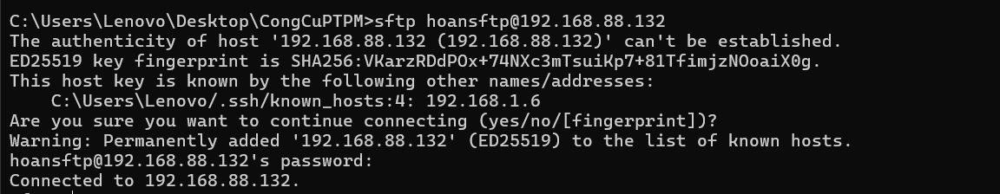 C:\Users\Lenovo\Desktop\CongCuPTPM>sftp hoansftp@192.168.88.132
The authenticity of host '192.168.88.132 (192.168.88.132)' can't be established.
ED25519 key fingerprint is SHA256:VKarzRDdPOx+74NXc3mTsuiKp7+81TfimjzNOoaiX0g.
This host key is known by the following other names/addresses:
    C:\Users\Lenovo/.ssh/known_hosts:4: 192.168.1.6
Are you sure you want to continue connecting (yes/no/[fingerprint])?
Warning: Permanently added '192.168.88.132' (ED25519) to the list of known hosts.
hoansftp@192.168.88.132's password:
Connected to 192.168.88.132.